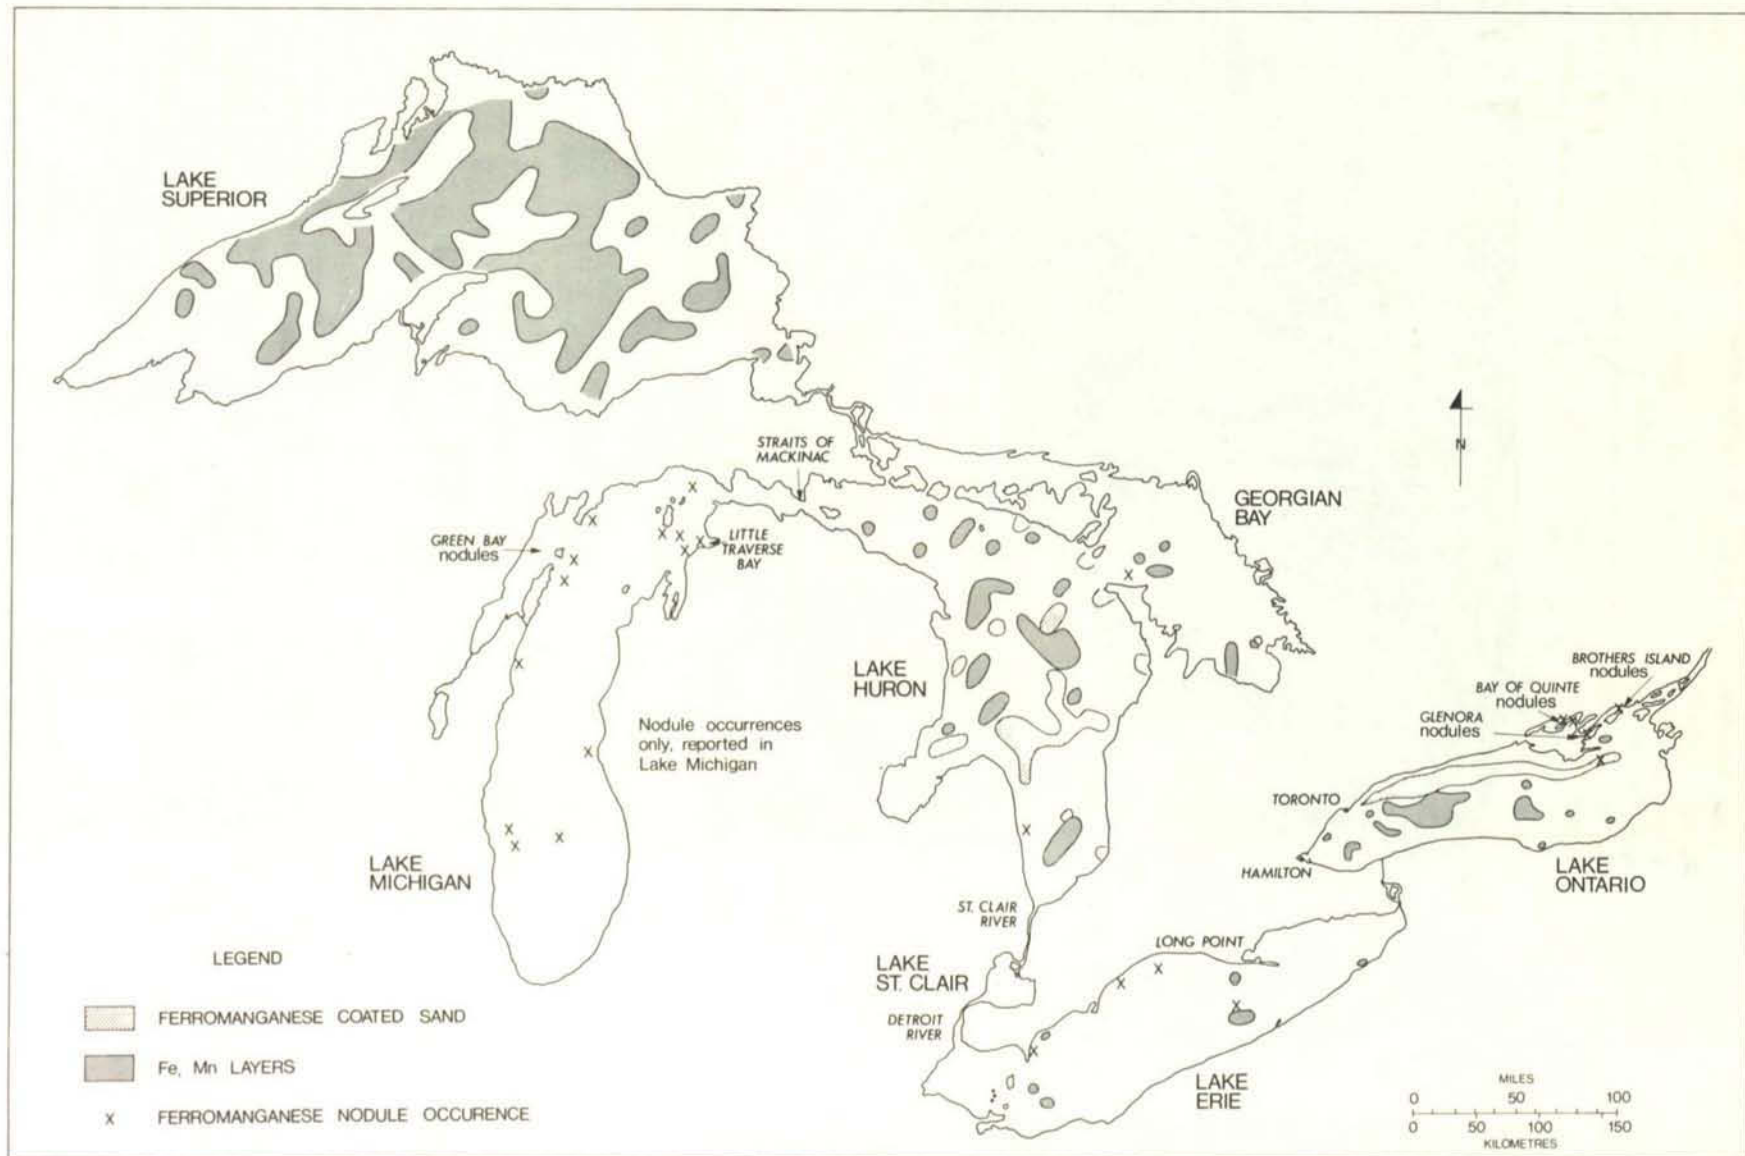 LAKE
SUPERIOR
STRAITS OF
MACKINAC
N
GEORGIAN
BAY
GREEN BAY
nodules
LITTLE
TRAVERSE
BAY
LAKE
HURON
BROTHERS ISLAND
nodules
BAY OF QUINTE
nodules
GLENORA
nodules
Nodule occurrences
only, reported in
Lake Michigan
TORONTO
HAMILTON
LAKE
ONTARIO
LAKE
MICHIGAN
ST. CLAIR
RIVER
LONG POINT
LAKE
ST. CLAIR
DETROIT
RIVER
LAKE
ERIE
LEGEND
FERROMANGANESE COATED SAND
Fe, Mn LAYERS
X FERROMANGANESE NODULE OCCURENCE
MILES
0 50 100
0 50 100 150
KILOMETRES